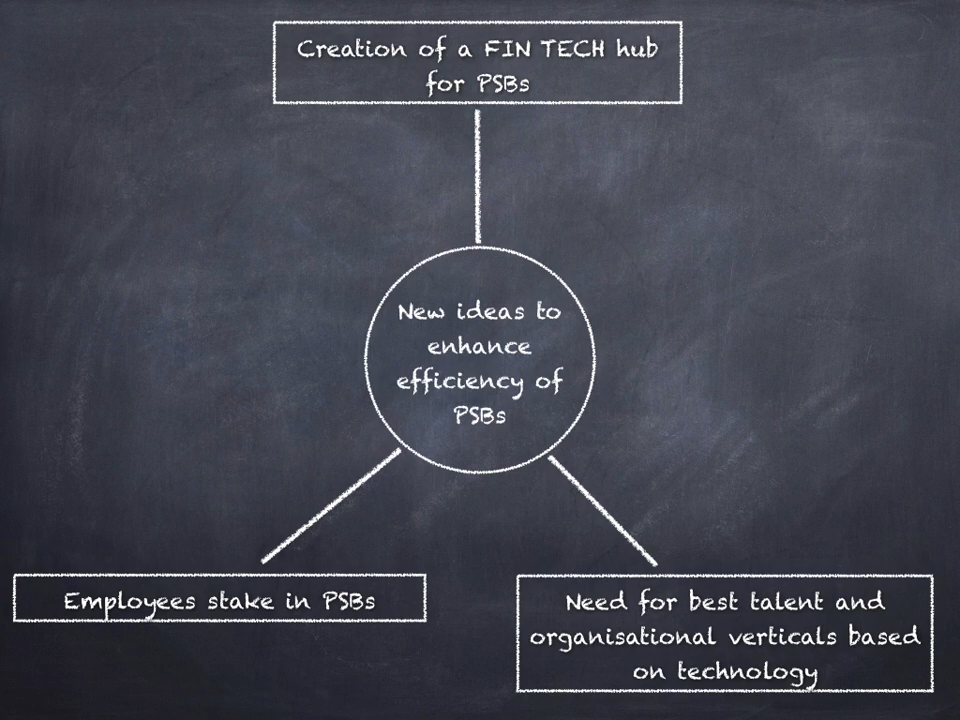 Creation of a FIN TECH hub
for PSBs
New ideas to
enhance
efficiency of
PSBs
Employees stake in PSBs
Need for best talent and
organisational verticals based
on technology